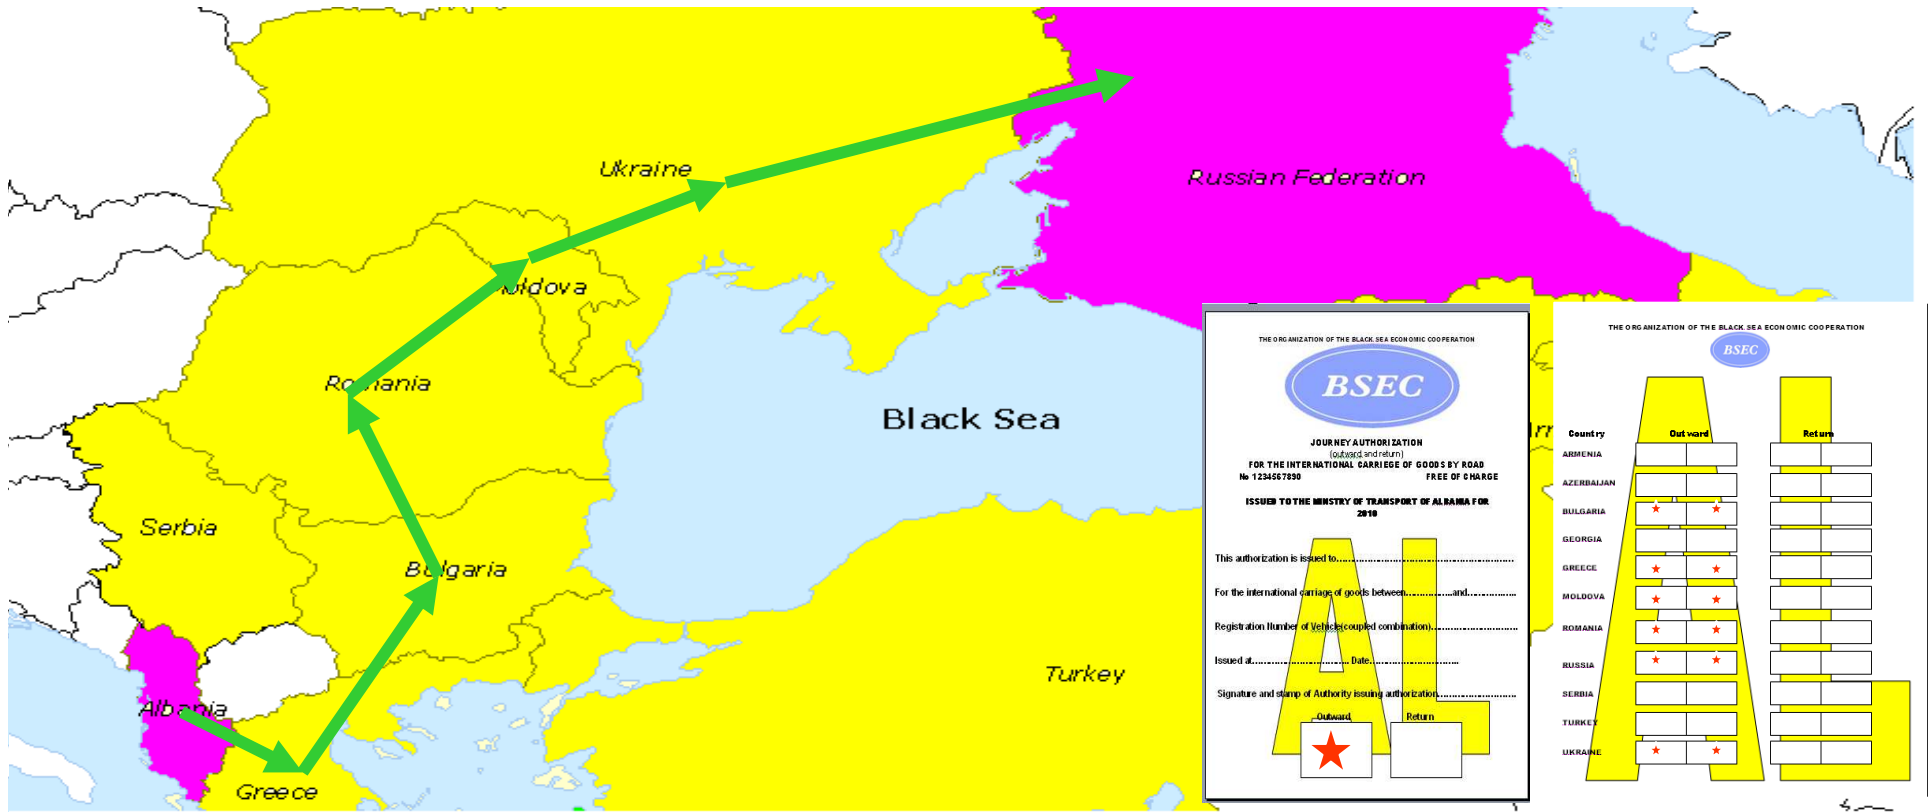 Ukraine
Russian Federation
oldova
Romania
Black Sea
Serbia
Bulgaria
Turkey
Albania
Greece
THE ORGANIZATION OF THE BLACK SEA ECONOMIC COOPERATION
BSEC
JOURNEY AUTHORIZATION
(outward and return)
FOR THE INTERNATIONAL CARRIEGE OF GOODS BY ROAD
No 1234567890 FREE OF CHARGE
ISSUED TO THE MINISTRY OF TRANSPORT OF ALBANIA FOR
2010
AL
This authorization is issued to
For the international carriage of goods between and
Registration Number of Vehicle(coupled combination)
Issued at Date
Signature and stamp of Authority issuing authorization
Outward Return
THE ORGANIZATION OF THE BLACK SEA ECONOMIC COOPERATION
BSEC
AL
Country Outward Return
ARMENIA
AZERBAIJAN
BULGARIA
GEORGIA
GREECE
MOLDOVA
ROMANIA
RUSSIA
SERBIA
TURKEY
UKRAINE